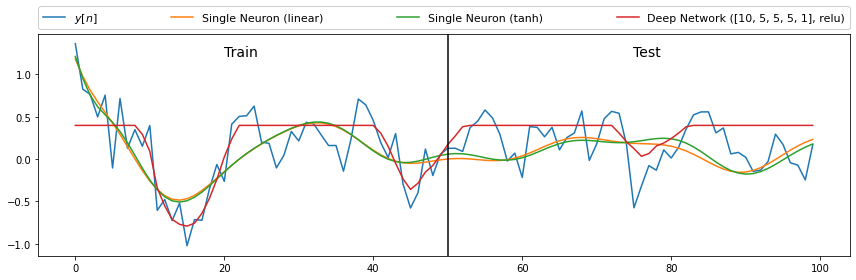 y[n] Single Neuron (linear) Single Neuron (tanh) Deep Network ([10, 5, 5, 5, 1], relu)
Train Test
1.0
0.5
0.0
−0.5
−1.0
0 20 40 60 80 100